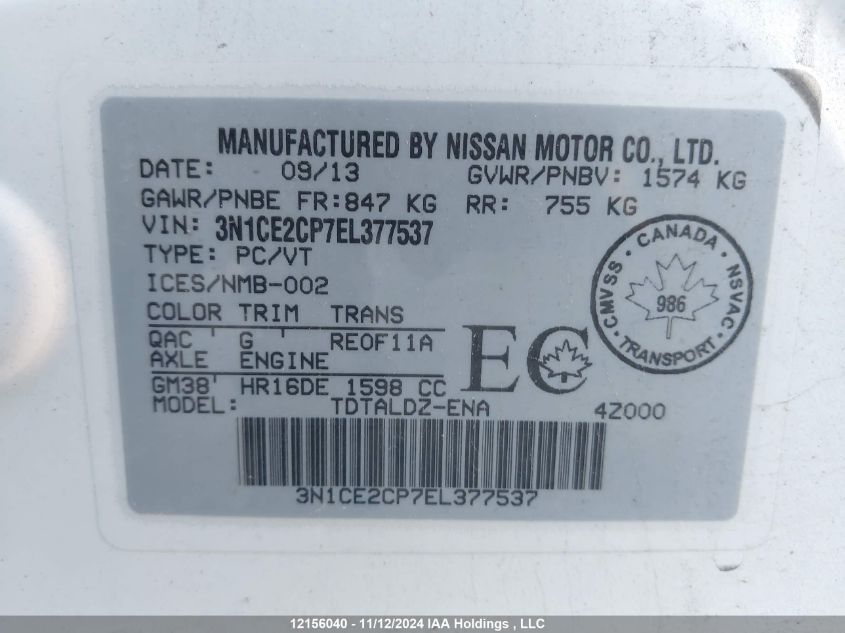 MANUFACTURED BY NISSAN MOTOR CO., LTD.
DATE: 09/13 GVWR/PNBV: 1574 KG
GAWR/PNBE FR:847 KG RR: 755 KG
VIN: 3N1CE2CP7EL377537
TYPE: PC/VT
ICES/NMB-002
COLOR TRIM TRANS
QAC G REOF11A
AXLE ENGINE
GM38 HR16DE 1598 CC
MODEL: TDTALDZ-ENA 4Z000
EC
CANADA
CMVSS NSVAC
986
TRANSPORT
3N1CE2CP7EL377537
12156040 - 11/12/2024 IAA Holdings , LLC